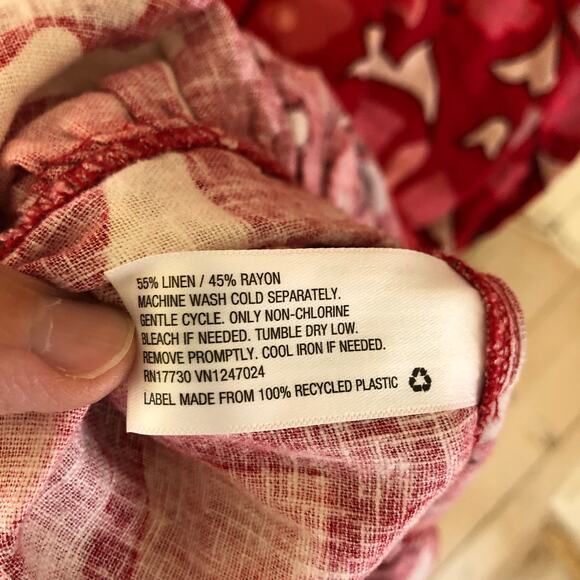 55% LINEN / 45% RAYON
MACHINE WASH COLD SEPARATELY.
GENTLE CYCLE. ONLY NON-CHLORINE
BLEACH IF NEEDED. TUMBLE DRY LOW.
REMOVE PROMPTLY. COOL IRON IF NEEDED.
RN17730 VN1247024
LABEL MADE FROM 100% RECYCLED PLASTIC